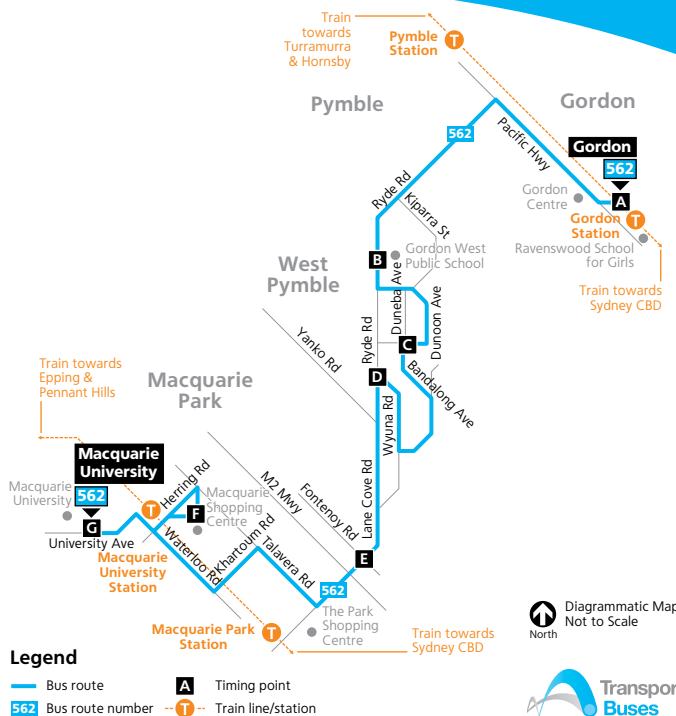 Train
towards
Turramurra
& Hornsby
Pymble
Station
T
Pymble
Gordon
562
Pacific Hwy
Gordon
562
A
Gordon
Centre
Gordon
Station
T
Ravenswood School
for Girls
Train towards
Sydney CBD
Ryde Rd
Kiparra St
B
Gordon West
Public School
West
Pymble
Ryde Rd
Duneba Ave
Dunoon Ave
C
Yanko Rd
D
Bandalong Ave
Wyuna Rd
Train towards
Epping &
Pennant Hills
Macquarie
Park
Macquarie
University
Macquarie
University
562
G
University Ave
T
Herring Rd
Macquarie
Shopping
Centre
F
M2 Mwy
Fontenoy Rd
Lane Cove Rd
E
Macquarie
University
Station
Waterloo Rd
Khartoum Rd
Talavera Rd
562
The Park
Shopping
Centre
Macquarie Park
Station
T
Train towards
Sydney CBD
North
Diagrammatic Map
Not to Scale
Legend
Bus route
A
Timing point
562
Bus route number
T
Train line/station
Transpor
Buses